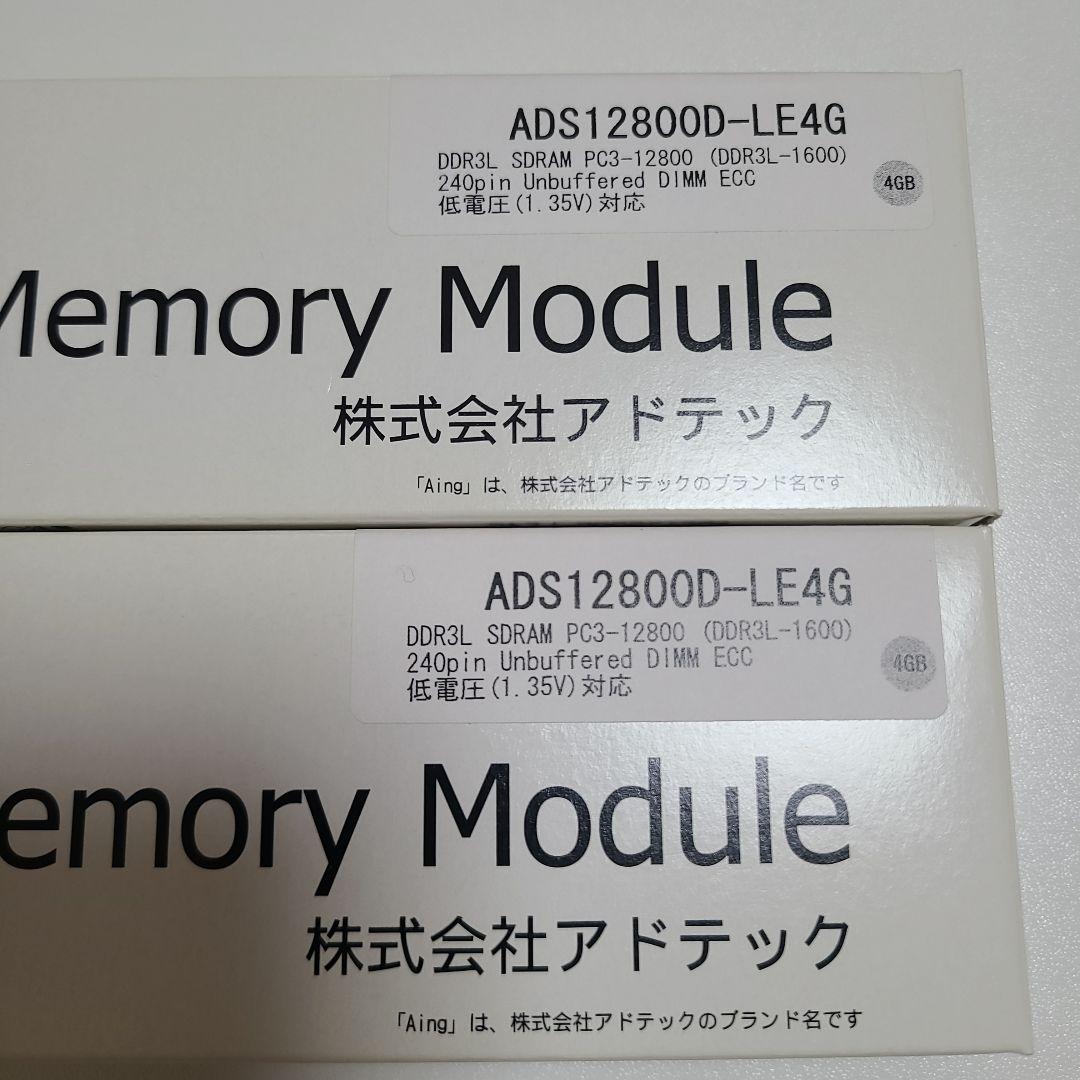 ADS12800D-LE4G
DDR3L SDRAM PC3-12800 (DDR3L-1600)
240pin Unbuffered DIMM ECC
低電圧(1.35V)対応
4GB
Memory Module
株式会社アドテック
「Aing」は、株式会社アドテックのブランド名です
ADS12800D-LE4G
DDR3L SDRAM PC3-12800 (DDR3L-1600)
240pin Unbuffered DIMM ECC
低電圧(1.35V)対応
4GB
emory Module
株式会社アドテック
「Aing」は、株式会社アドテックのブランド名です